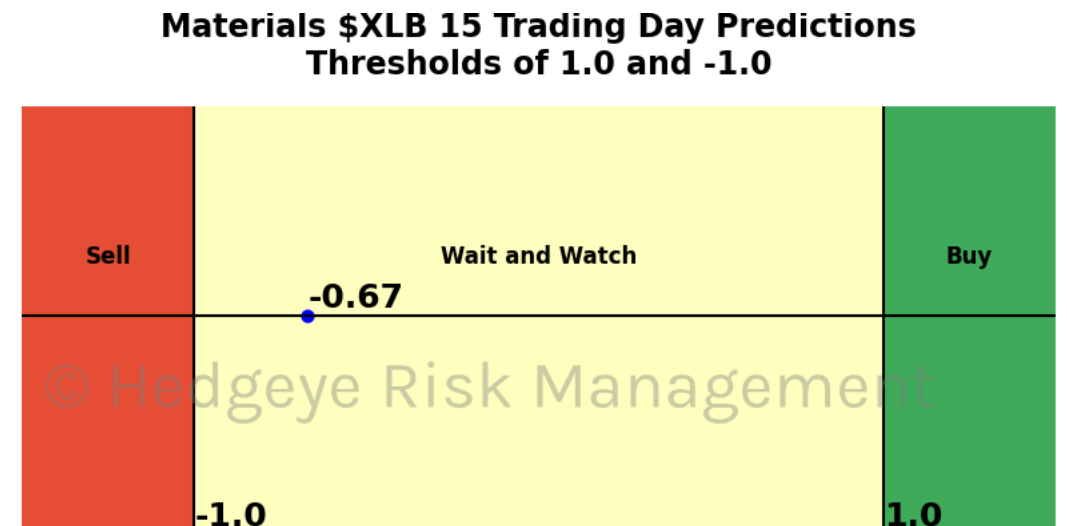 Materials $XLB 15 Trading Day Predictions
Thresholds of 1.0 and -1.0
Sell
Wait and Watch
Buy
-0.67
© Hedgeye Risk Management
-1.0
1.0